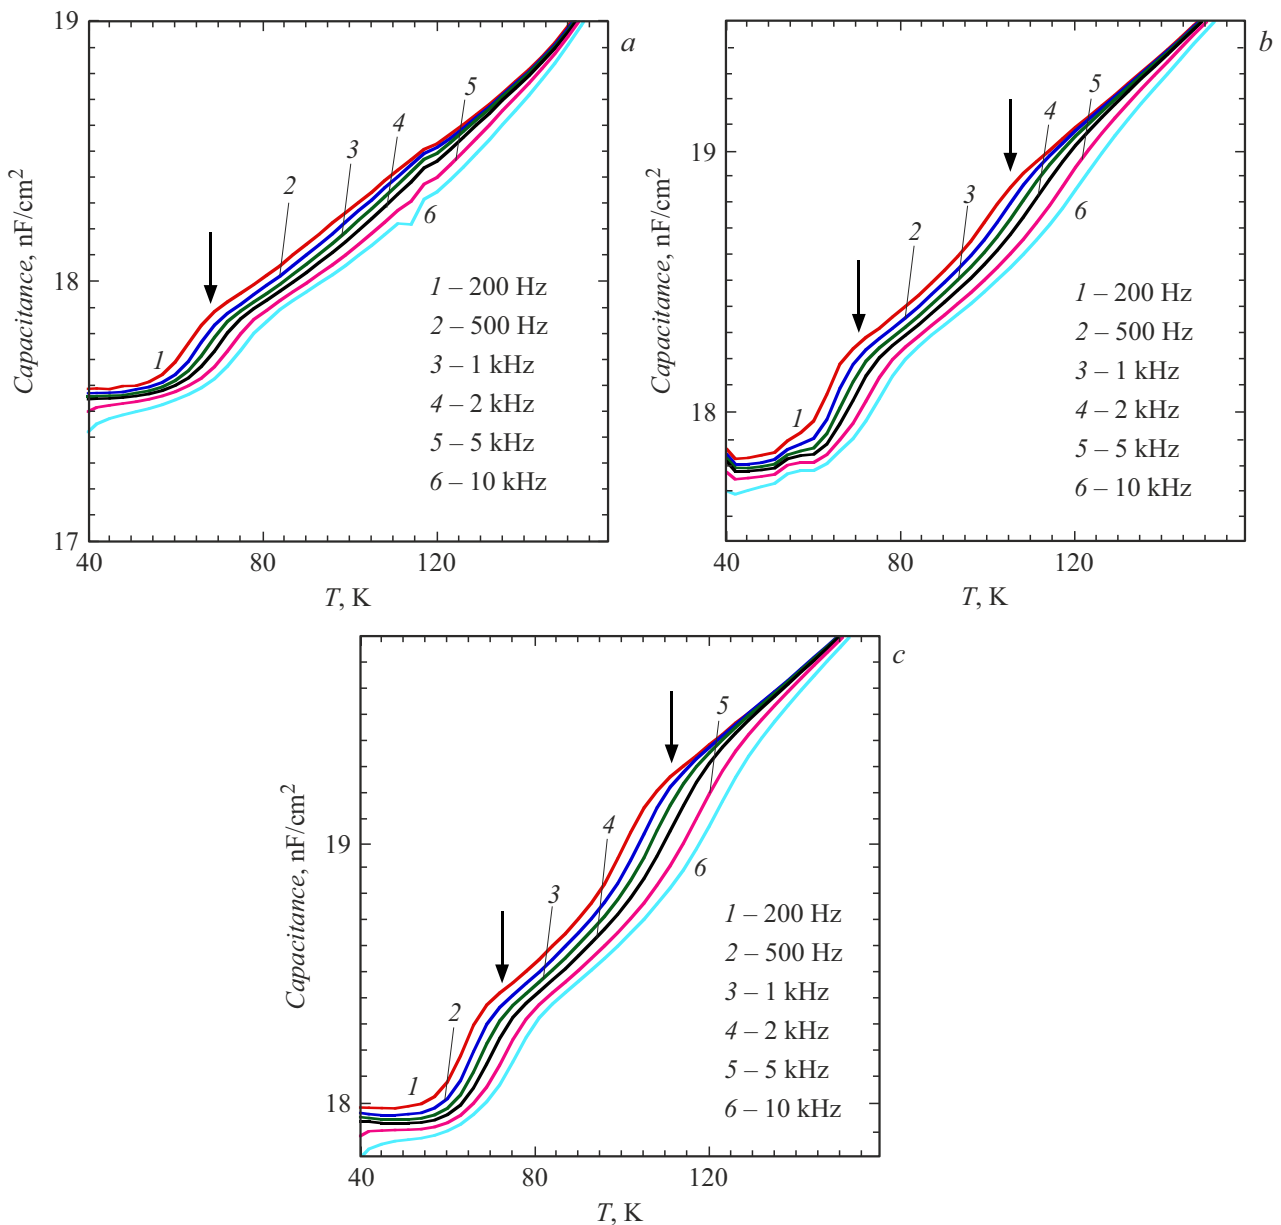 a
19
18
17
Capacitance, nF/cm²
40
80
120
T, K
1
2
3
4
5
6
1 – 200 Hz
2 – 500 Hz
3 – 1 kHz
4 – 2 kHz
5 – 5 kHz
6 – 10 kHz
b
19
18
Capacitance, nF/cm²
40
80
120
T, K
1
2
3
4
5
6
1 – 200 Hz
2 – 500 Hz
3 – 1 kHz
4 – 2 kHz
5 – 5 kHz
6 – 10 kHz
c
19
18
Capacitance, nF/cm²
40
80
120
T, K
1
2
3
4
5
6
1 – 200 Hz
2 – 500 Hz
3 – 1 kHz
4 – 2 kHz
5 – 5 kHz
6 – 10 kHz